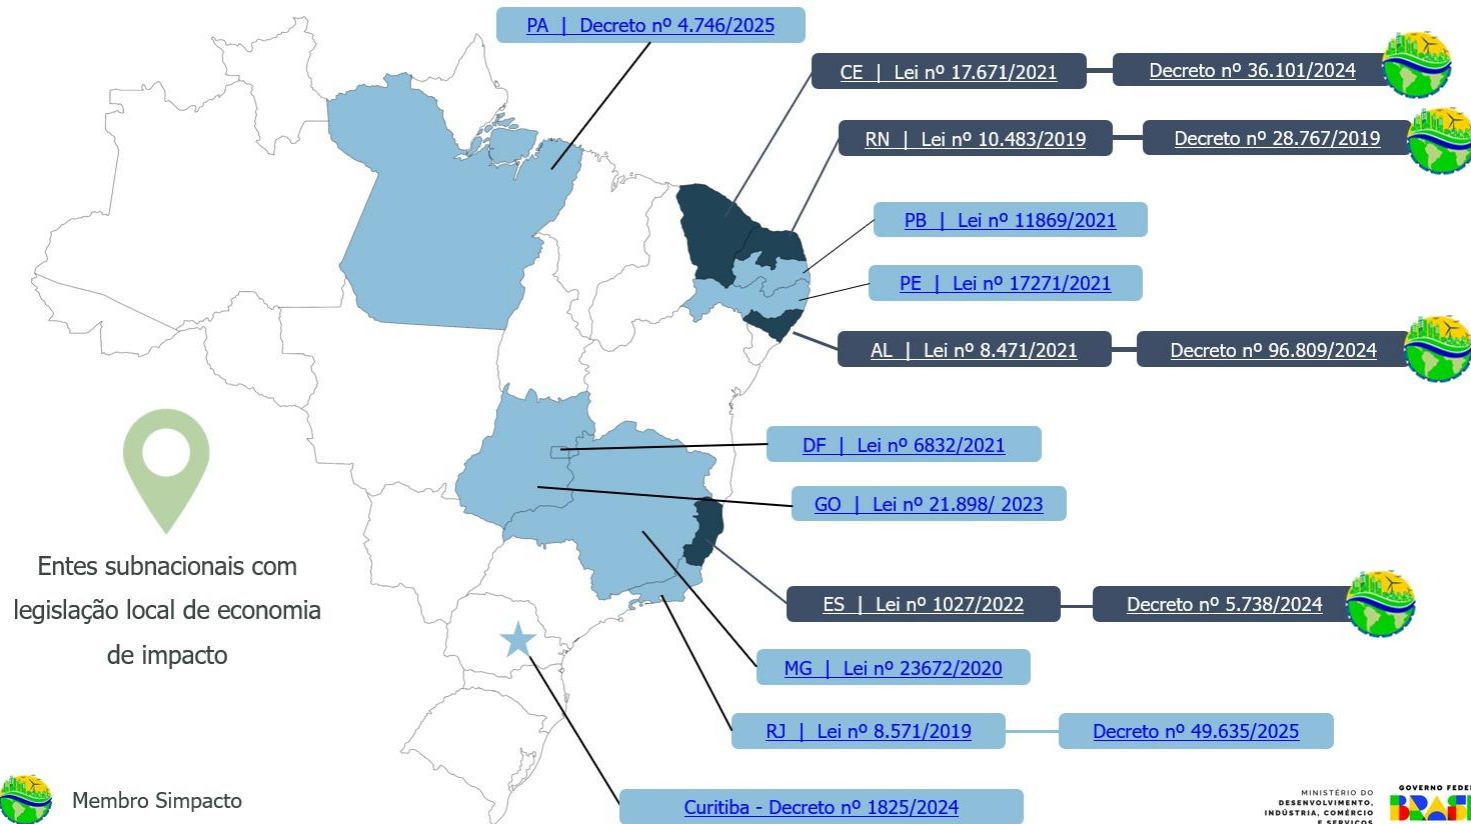 PA | Decreto nº 4.746/2025
CE | Lei nº 17.671/2021
Decreto nº 36.101/2024
RN | Lei nº 10.483/2019
Decreto nº 28.767/2019
PB | Lei nº 11869/2021
PE | Lei nº 17271/2021
AL | Lei nº 8.471/2021
Decreto nº 96.809/2024
DF | Lei nº 6832/2021
GO | Lei nº 21.898/ 2023
Entes subnacionais com
legislação local de economia
de impacto
ES | Lei nº 1027/2022
Decreto nº 5.738/2024
MG | Lei nº 23672/2020
RJ | Lei nº 8.571/2019
Decreto nº 49.635/2025
Curitiba - Decreto nº 1825/2024
Membro Simpacto
MINISTÉRIO DO
DESENVOLVIMENTO,
INDÚSTRIA, COMÉRCIO
E SERVIÇOS
GOVERNO FEDE
BRASI